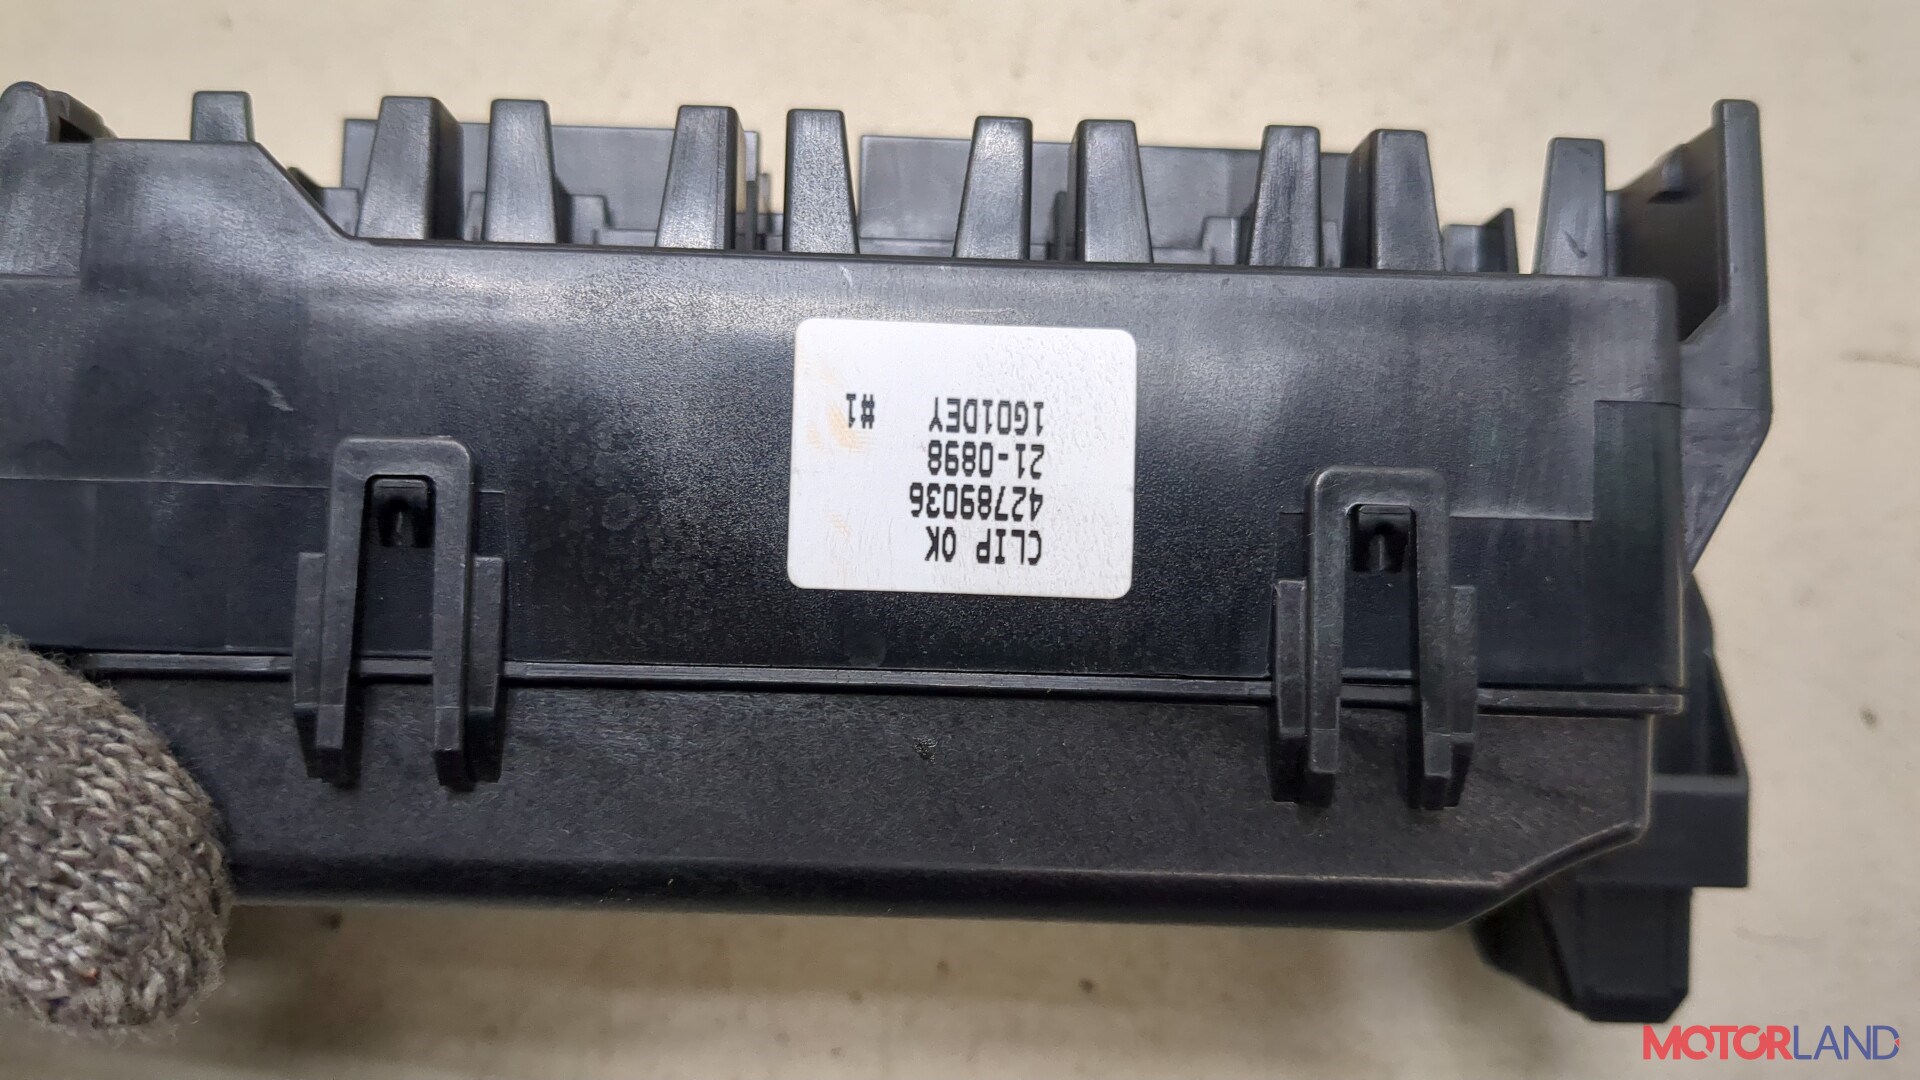 CLIP OK
42789036
21-0898
1G01DEY #1
MOTORLAND